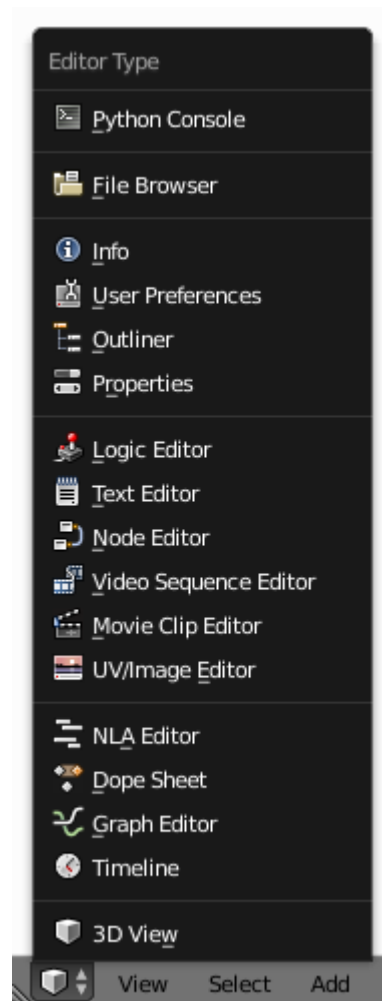 Editor Type
Python Console
File Browser
Info
User Preferences
Outliner
Properties
Logic Editor
Text Editor
Node Editor
Video Sequence Editor
Movie Clip Editor
UV/Image Editor
NLA Editor
Dope Sheet
Graph Editor
Timeline
3D View
View Select Add